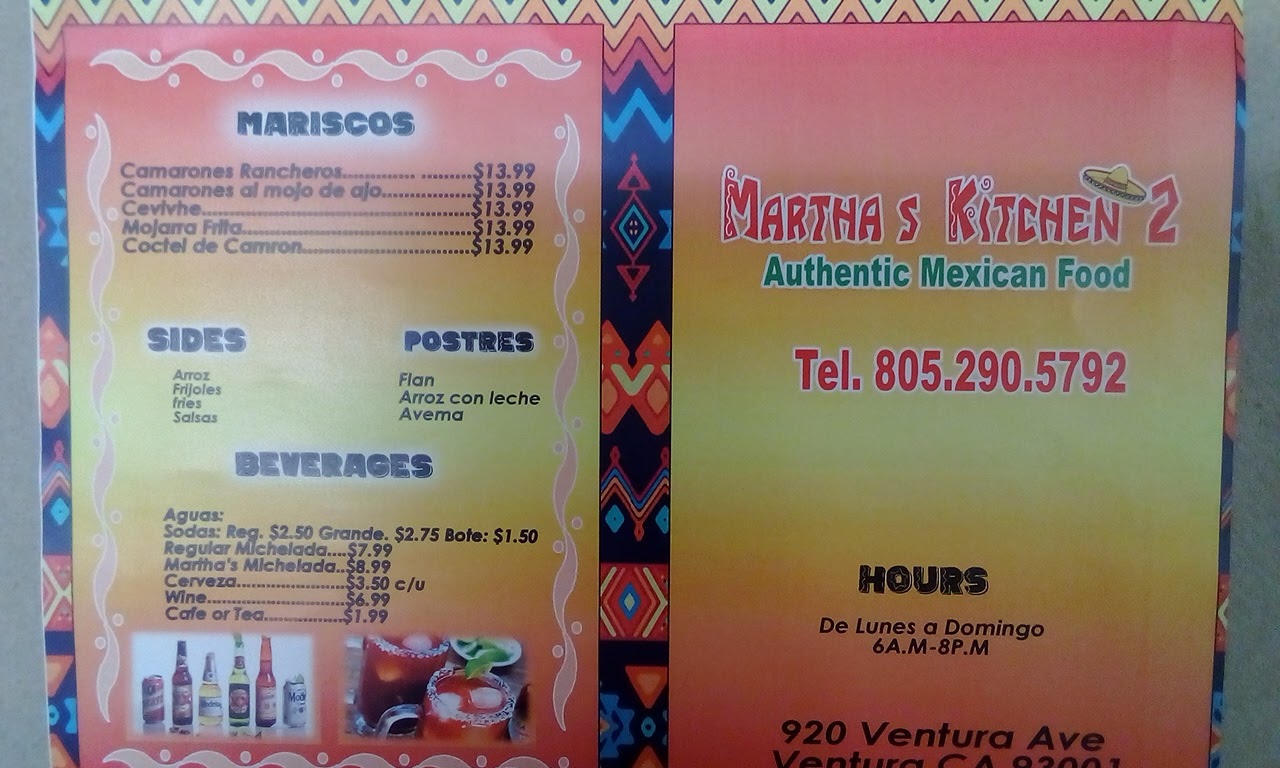 MARISCOS
Camarones Rancheros............... ..........$13.99
Camarones al mojo de ajo..................$13.99
Cevivhe......................................................$13.99
Mojarra Frita..............................................$13.99
Coctel de Camron..................................$13.99
SIDES
Arroz
Frijoles
fries
Salsas
POSTRES
Flan
Arroz con leche
Avema
BEVERAGES
Aguas:
Sodas: Reg. $2.50 Grande. $2.75 Bote: $1.50
Regular Michelada....$7.99
Martha's Michelada..$8.99
Cerveza.......................$3.50 c/u
Wine.............................$6.99
Cafe or Tea.................$1.99
MARTHA S KITCHEN 2
Authentic Mexican Food
Tel. 805.290.5792
HOURS
De Lunes a Domingo
6A.M-8P.M
920 Ventura Ave
Ventura CA 93001